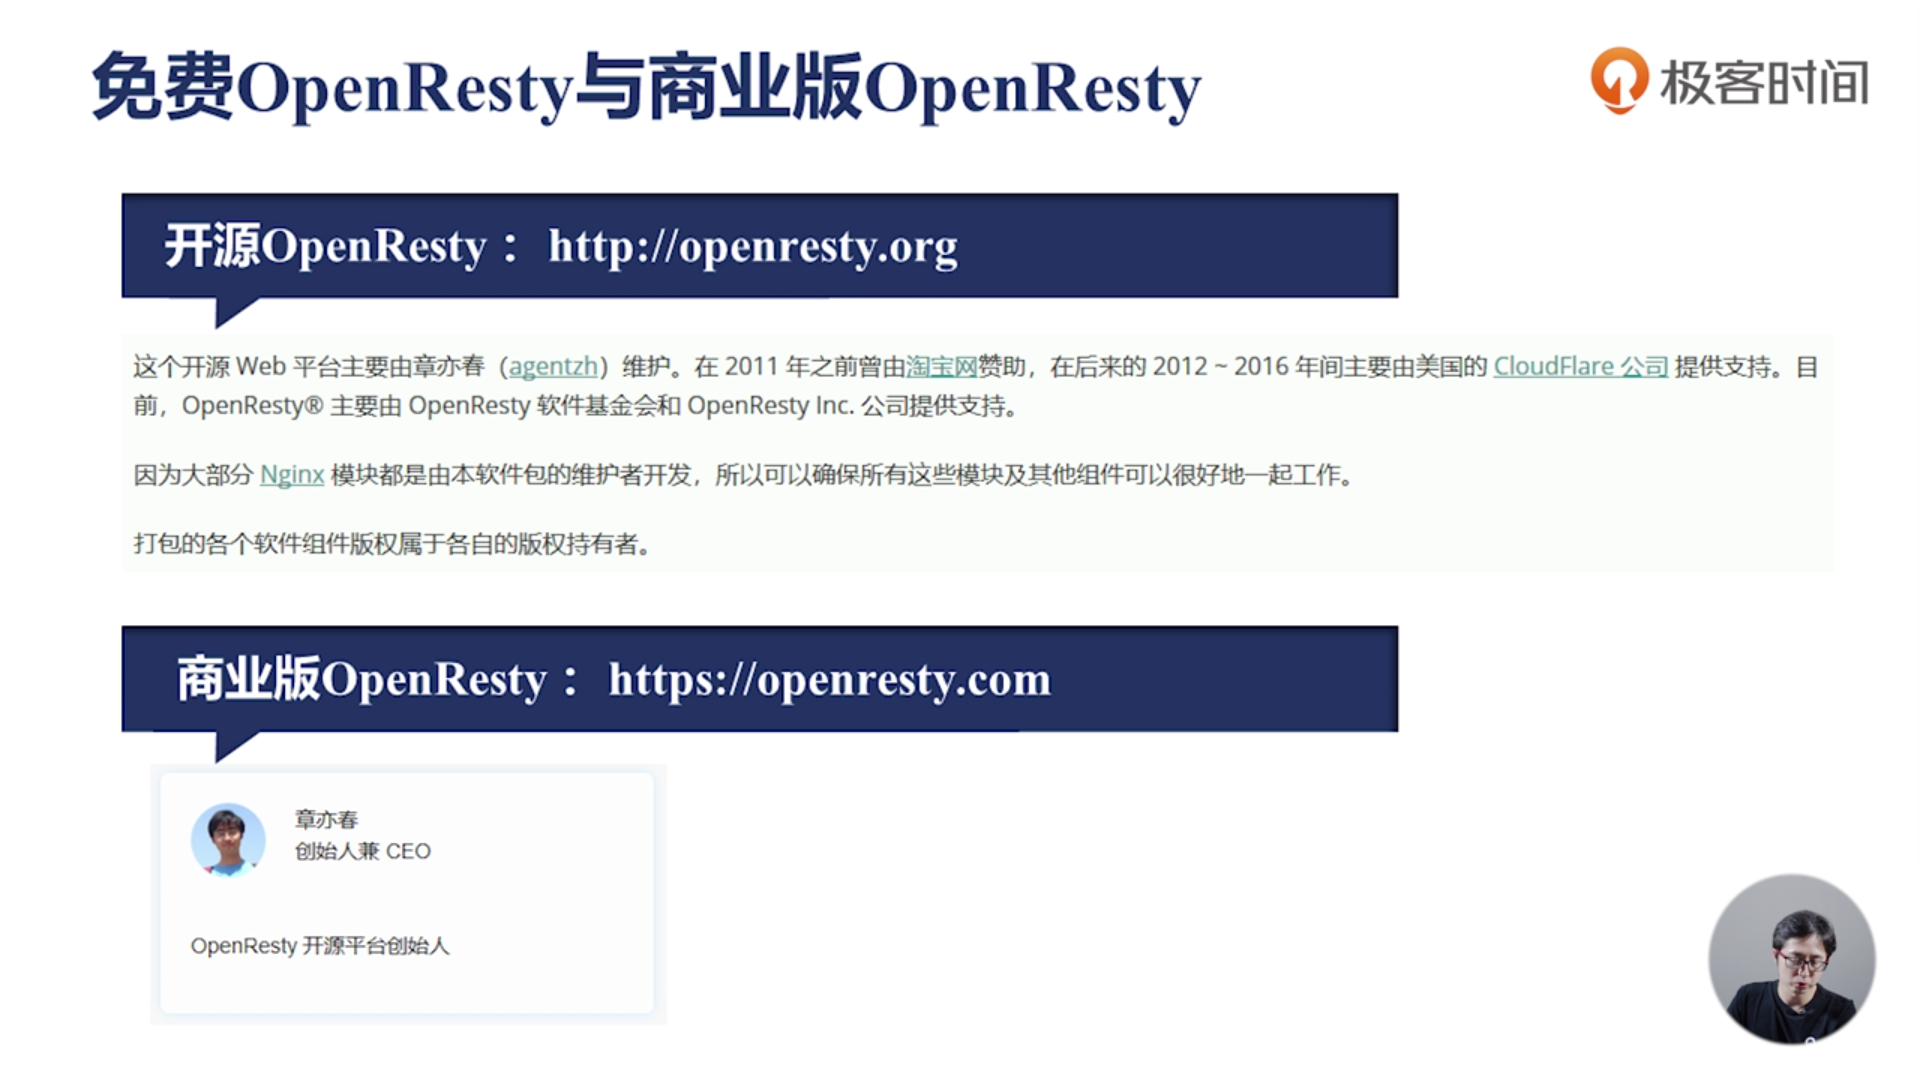 免费OpenResty与商业版OpenResty
极客时间
开源OpenResty： http://openresty.org
这个开源 Web 平台主要由章亦春（agentzh）维护。在 2011 年之前曾由淘宝网赞助，在后来的 2012 ~ 2016 年间主要由美国的 CloudFlare 公司 提供支持。目
前，OpenResty® 主要由 OpenResty 软件基金会和 OpenResty Inc. 公司提供支持。
因为大部分 Nginx 模块都是由本软件包的维护者开发，所以可以确保所有这些模块及其他组件可以很好地一起工作。
打包的各个软件组件版权属于各自的版权持有者。
商业版OpenResty： https://openresty.com
章亦春
创始人兼 CEO
OpenResty 开源平台创始人